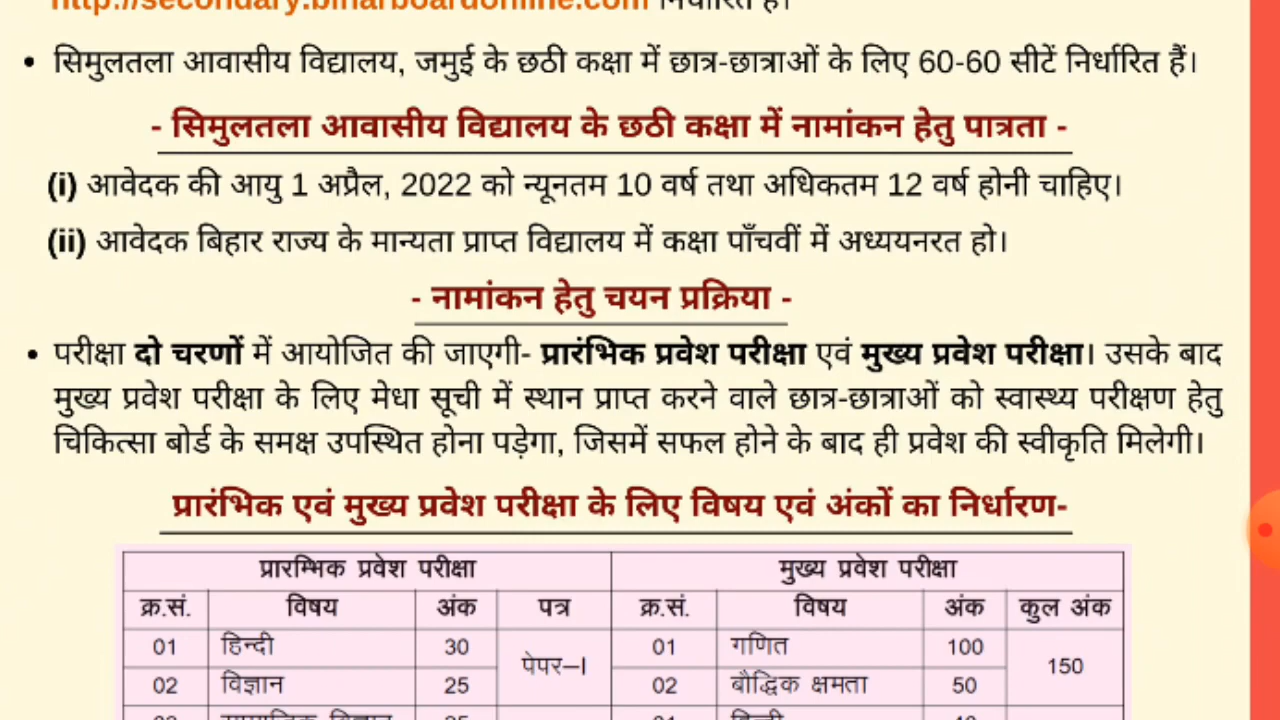 http://secondary.biharboardonline.com निर्धारित है।
• सिमुलतला आवासीय विद्यालय, जमुई के छठी कक्षा में छात्र-छात्राओं के लिए 60-60 सीटें निर्धारित हैं।
- सिमुलतला आवासीय विद्यालय के छठी कक्षा में नामांकन हेतु पात्रता -
(i) आवेदक की आयु 1 अप्रैल, 2022 को न्यूनतम 10 वर्ष तथा अधिकतम 12 वर्ष होनी चाहिए।
(ii) आवेदक बिहार राज्य के मान्यता प्राप्त विद्यालय में कक्षा पाँचवीं में अध्ययनरत हो।
- नामांकन हेतु चयन प्रक्रिया -
• परीक्षा दो चरणों में आयोजित की जाएगी- प्रारंभिक प्रवेश परीक्षा एवं मुख्य प्रवेश परीक्षा। उसके बाद
मुख्य प्रवेश परीक्षा के लिए मेधा सूची में स्थान प्राप्त करने वाले छात्र-छात्राओं को स्वास्थ्य परीक्षण हेतु
चिकित्सा बोर्ड के समक्ष उपस्थित होना पड़ेगा, जिसमें सफल होने के बाद ही प्रवेश की स्वीकृति मिलेगी।
प्रारंभिक एवं मुख्य प्रवेश परीक्षा के लिए विषय एवं अंकों का निर्धारण-
प्रारम्भिक प्रवेश परीक्षा मुख्य प्रवेश परीक्षा
क्र.सं. विषय अंक पत्र क्र.सं. विषय अंक कुल अंक
01 हिन्दी 30 पेपर–I 01 गणित 100 150
02 विज्ञान 25 02 बौद्धिक क्षमता 50